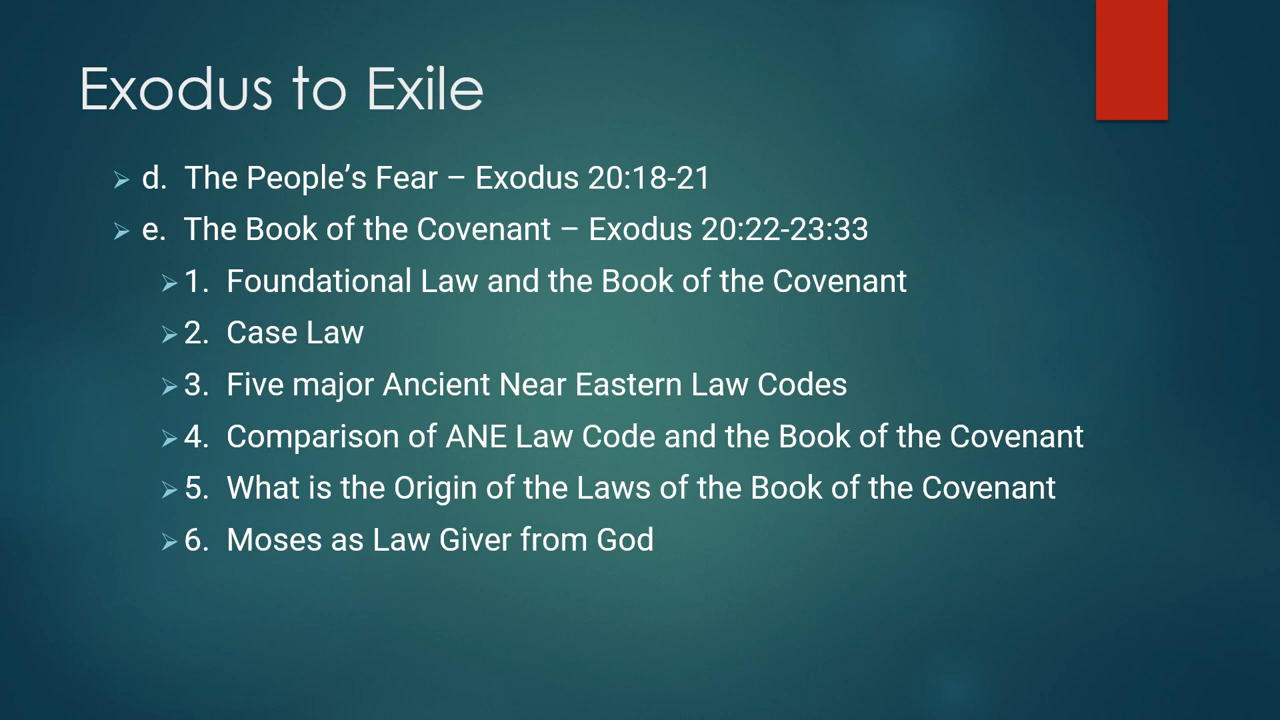 Exodus to Exile
d. The People's Fear – Exodus 20:18-21
e. The Book of the Covenant – Exodus 20:22-23:33
1. Foundational Law and the Book of the Covenant
2. Case Law
3. Five major Ancient Near Eastern Law Codes
4. Comparison of ANE Law Code and the Book of the Covenant
5. What is the Origin of the Laws of the Book of the Covenant
6. Moses as Law Giver from God